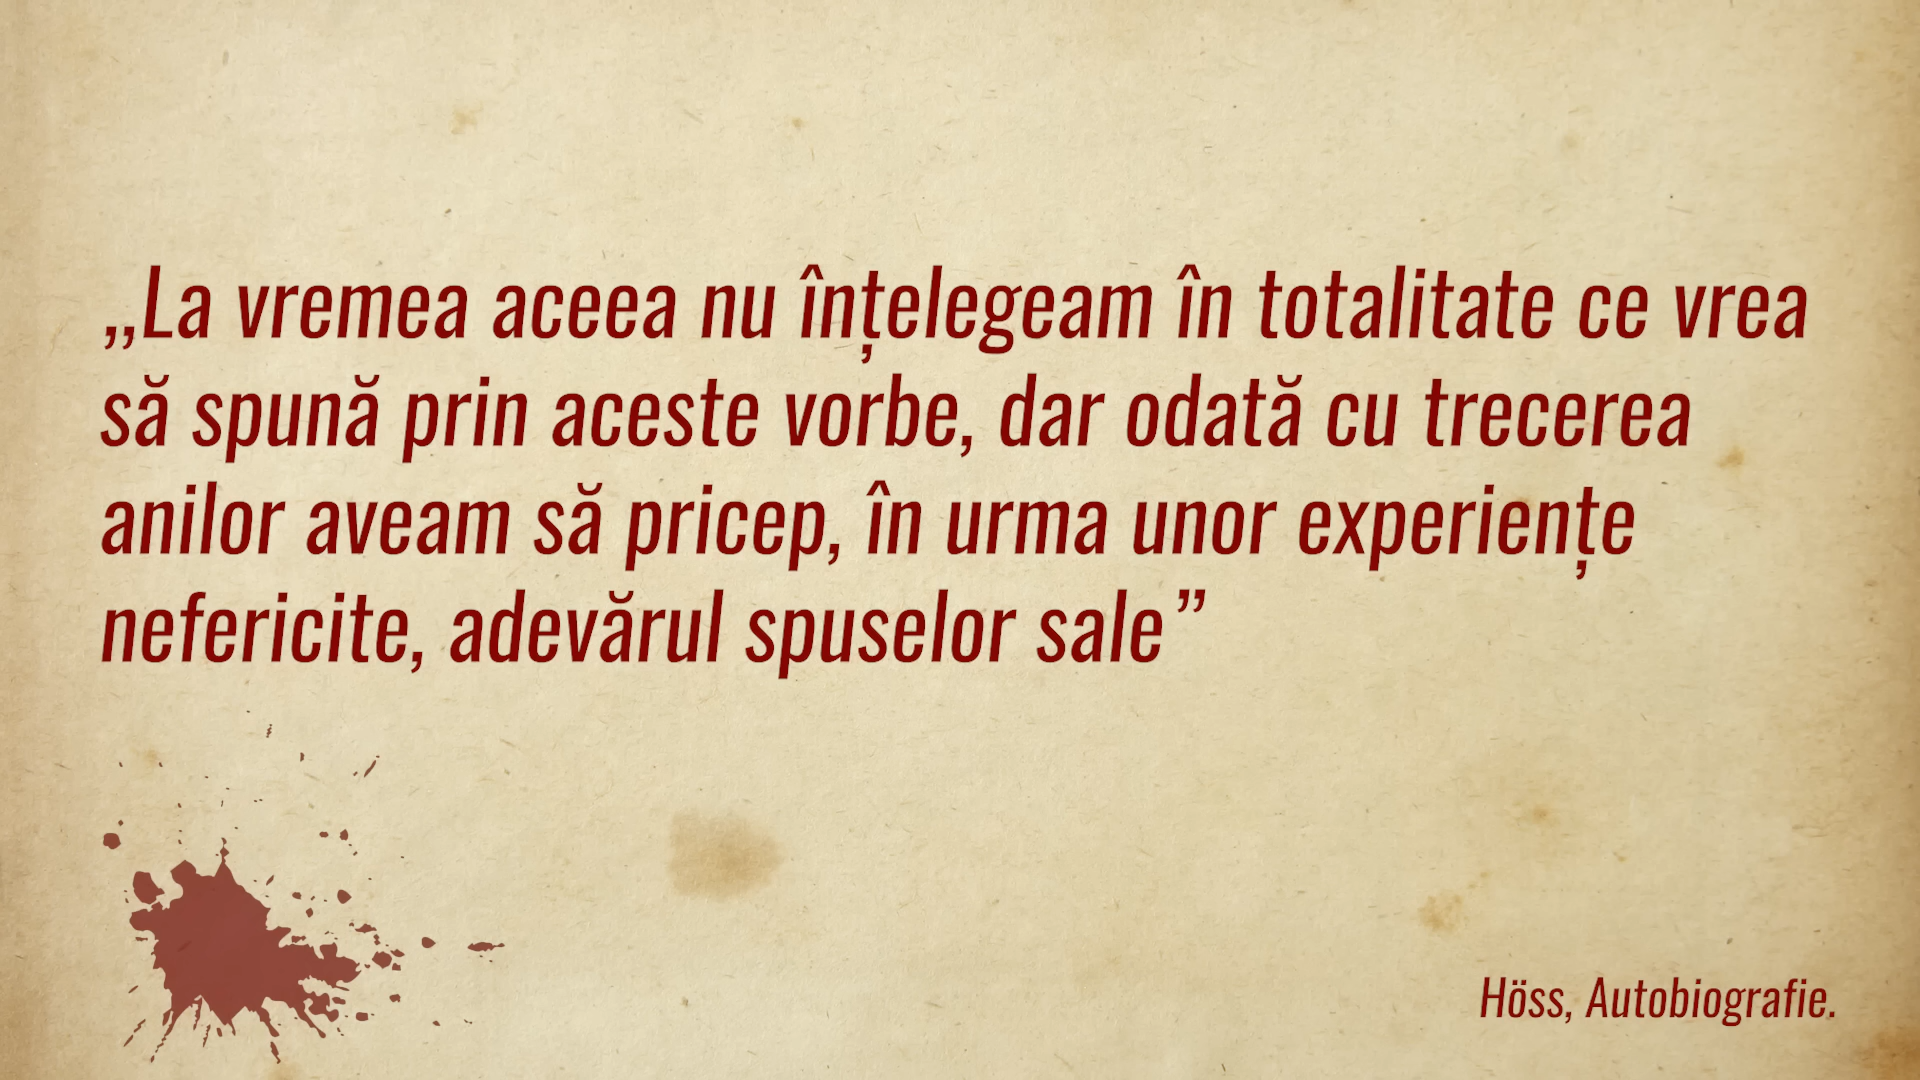 „La vremea aceea nu înțelegeam în totalitate ce vrea
să spună prin aceste vorbe, dar odată cu trecerea
anilor aveam să pricep, în urma unor experiențe
nefericite, adevărul spuselor sale”
Höss, Autobiografie.